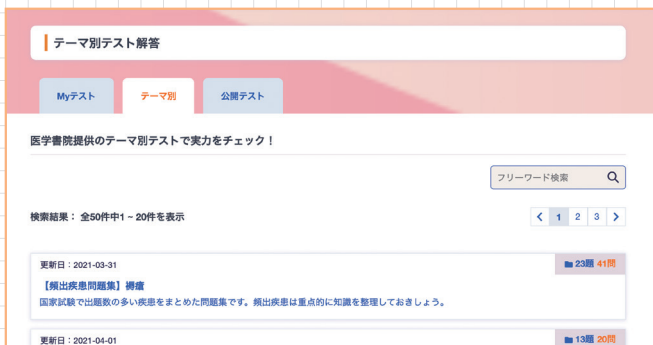 テーマ別テスト解答
Myテスト テーマ別 公開テスト
医学書院提供のテーマ別テストで実力をチェック！
フリーワード検索
検索結果： 全50件中1 ~ 20件を表示
1 2 3
更新日：2021-03-31
23題 41問
【頻出疾患問題集】褥瘡
国家試験で出題数の多い疾患をまとめた問題集です。頻出疾患は重点的に知識を整理しておきしょう。
更新日：2021-04-01
13題 20問